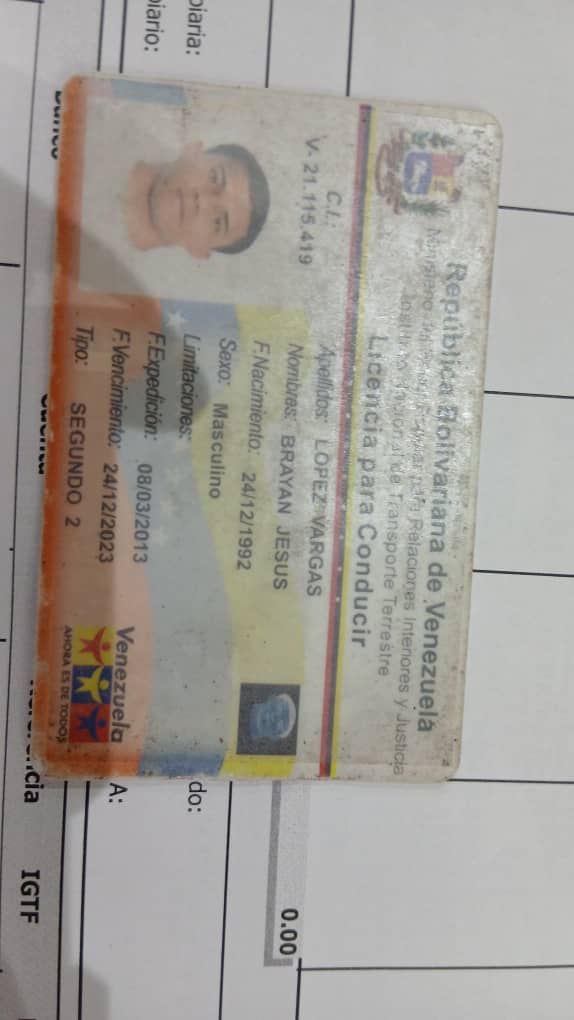 República Bolivariana de Venezuela
Ministerio del Poder Popular para Relaciones Interiores y Justicia
Instituto Nacional de Transporte Terrestre
Licencia para Conducir
C.I.:
V- 21.115.419
Apellidos: LOPEZ VARGAS
Nombres: BRAYAN JESUS
F.Nacimiento: 24/12/1992
Sexo: Masculino
Limitaciones:
F.Expedición: 08/03/2013
F.Vencimiento: 24/12/2023
Tipo: SEGUNDO 2
Venezuela
AHORA ES DE TODOS
0.00
do:
A:
IGTF